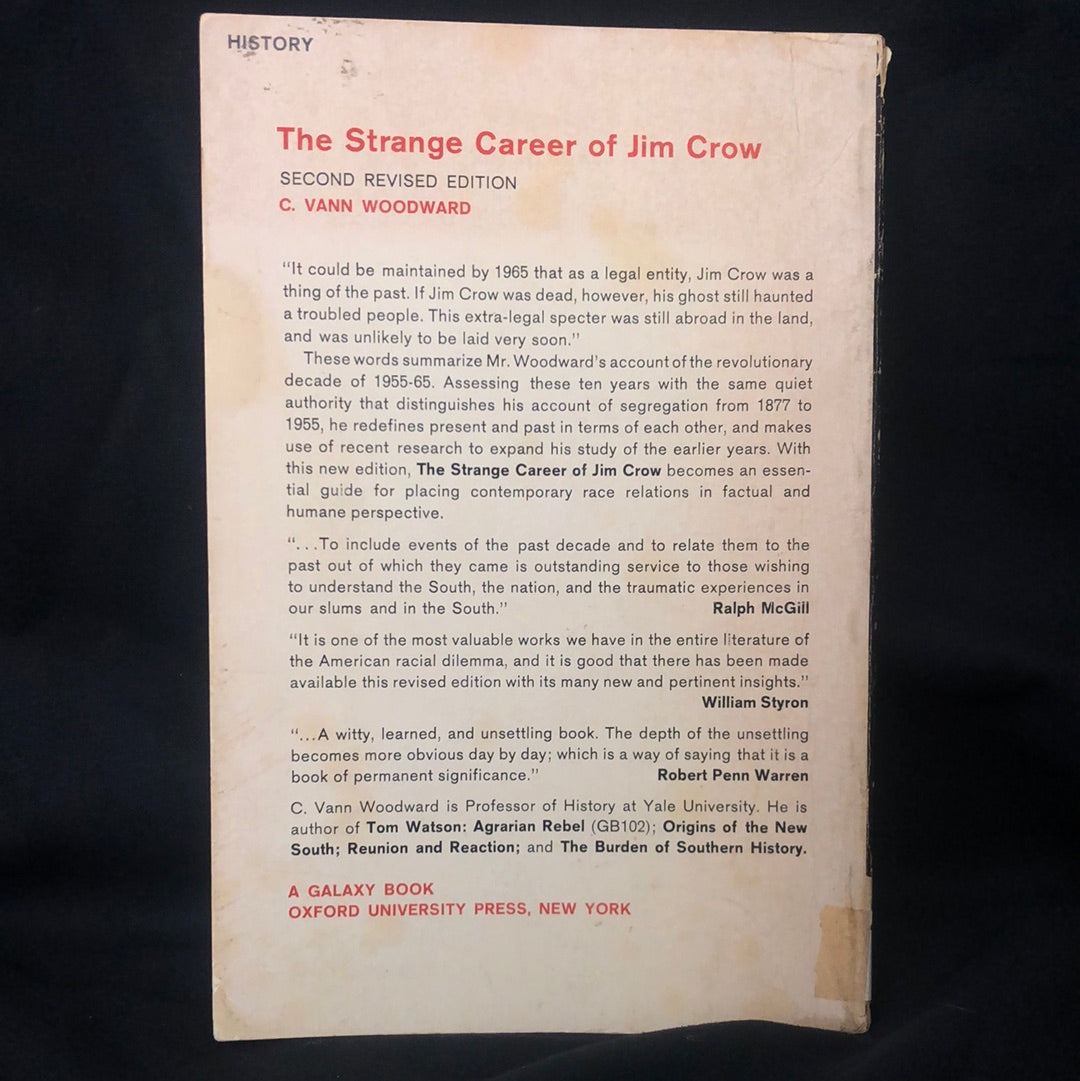 HISTORY
The Strange Career of Jim Crow
SECOND REVISED EDITION
C. VANN WOODWARD
“It could be maintained by 1965 that as a legal entity, Jim Crow was a
thing of the past. If Jim Crow was dead, however, his ghost still haunted
a troubled people. This extra-legal specter was still abroad in the land,
and was unlikely to be laid very soon.”
These words summarize Mr. Woodward's account of the revolutionary
decade of 1955-65. Assessing these ten years with the same quiet
authority that distinguishes his account of segregation from 1877 to
1955, he redefines present and past in terms of each other, and makes
use of recent research to expand his study of the earlier years. With
this new edition, The Strange Career of Jim Crow becomes an essen-
tial guide for placing contemporary race relations in factual and
humane perspective.
“...To include events of the past decade and to relate them to the
past out of which they came is outstanding service to those wishing
to understand the South, the nation, and the traumatic experiences in
our slums and in the South.” Ralph McGill
“It is one of the most valuable works we have in the entire literature of
the American racial dilemma, and it is good that there has been made
available this revised edition with its many new and pertinent insights.”
William Styron
“...A witty, learned, and unsettling book. The depth of the unsettling
becomes more obvious day by day; which is a way of saying that it is a
book of permanent significance.” Robert Penn Warren
C. Vann Woodward is Professor of History at Yale University. He is
author of Tom Watson: Agrarian Rebel (GB102); Origins of the New
South; Reunion and Reaction; and The Burden of Southern History.
A GALAXY BOOK
OXFORD UNIVERSITY PRESS, NEW YORK